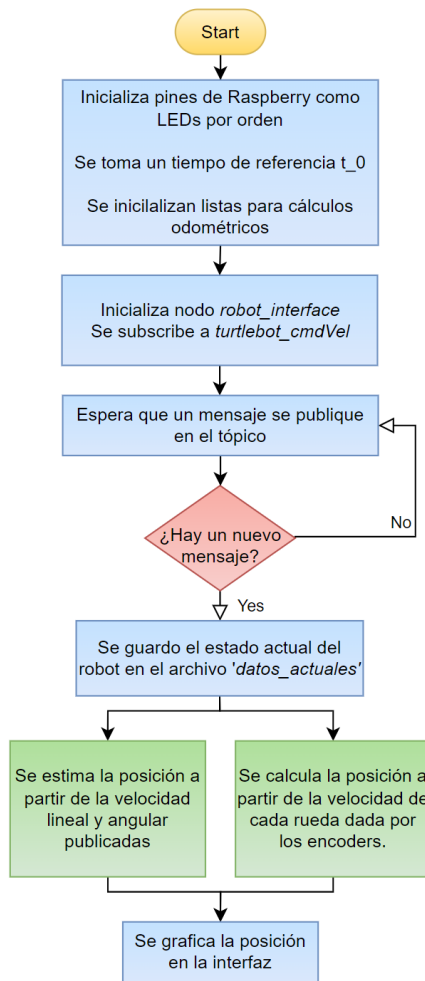 Start
Inicializa pines de Raspberry como
LEDs por orden
Se toma un tiempo de referencia t_0
Se inicilalizan listas para cálculos
odométricos
Inicializa nodo robot_interface
Se subscribe a turtlebot_cmdVel
Espera que un mensaje se publique
en el tópico
¿Hay un nuevo
mensaje?
No
Yes
Se guardo el estado actual del
robot en el archivo 'datos_actuales'
Se estima la posición a
partir de la velocidad
lineal y angular
publicadas
Se calcula la posición a
partir de la velocidad de
cada rueda dada por
los encoders.
Se grafica la posición
en la interfaz